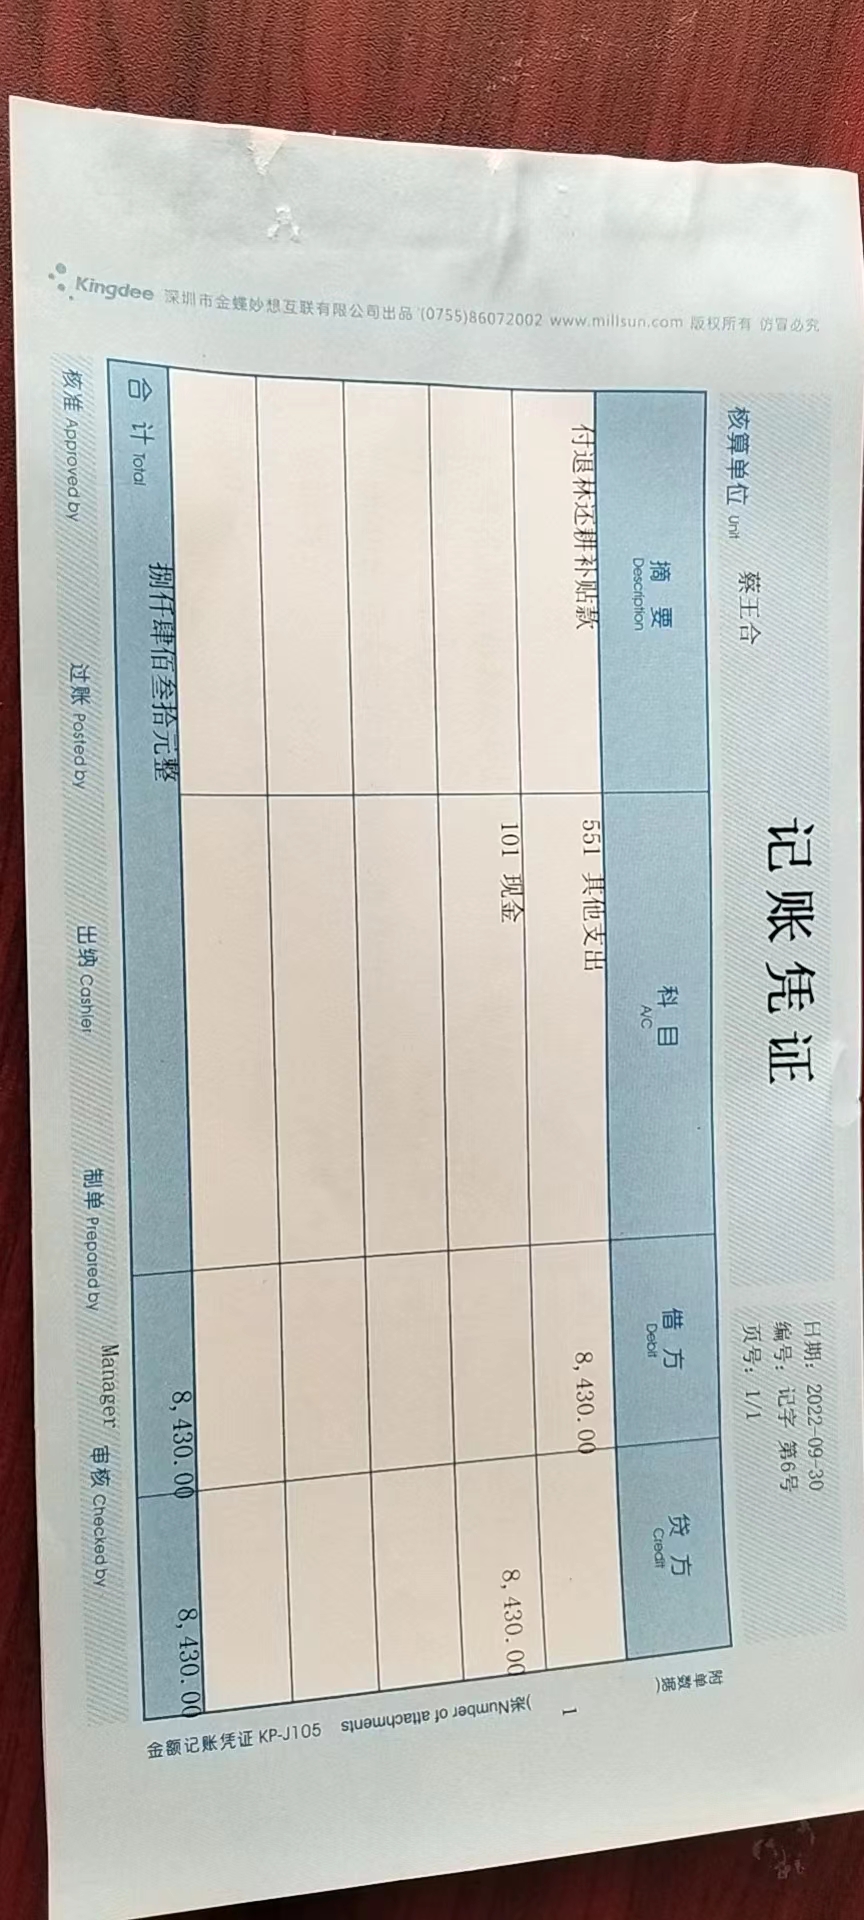 记账凭证
日期: 2022-09-30
编号: 记字 第6号
页号: 1/1
核算单位 Unit 蔡王合
摘要 Description 科目 A/C 借方 Debit 贷方 Credit
付退林还耕补贴款 551 其他支出 8,430.00
101 现金 8,430.00
合计 Total 捌仟肆佰叁拾元整 8,430.00 8,430.00
附单数据( 1 张)Number of attachments
金额记账凭证 KP-J105
核准 Approved by 过账 Posted by 出纳 Cashier 制单 Prepared by Manager 审核 Checked by
Kingdee 深圳市金蝶妙想互联有限公司出品 (0755)86072002 www.millsun.com 版权所有 仿冒必究